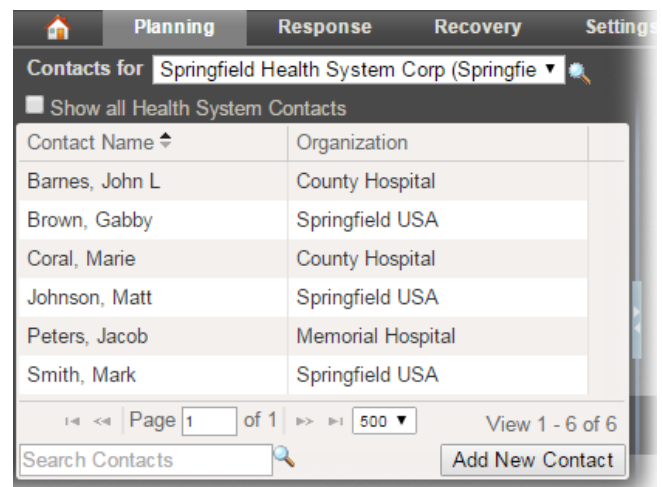 Planning Response Recovery Settings
Contacts for Springfield Health System Corp (Springfie
Show all Health System Contacts
Contact Name Organization
Barnes, John L County Hospital
Brown, Gabby Springfield USA
Coral, Marie County Hospital
Johnson, Matt Springfield USA
Peters, Jacob Memorial Hospital
Smith, Mark Springfield USA
Page 1 of 1 500 View 1 - 6 of 6
Search Contacts Add New Contact